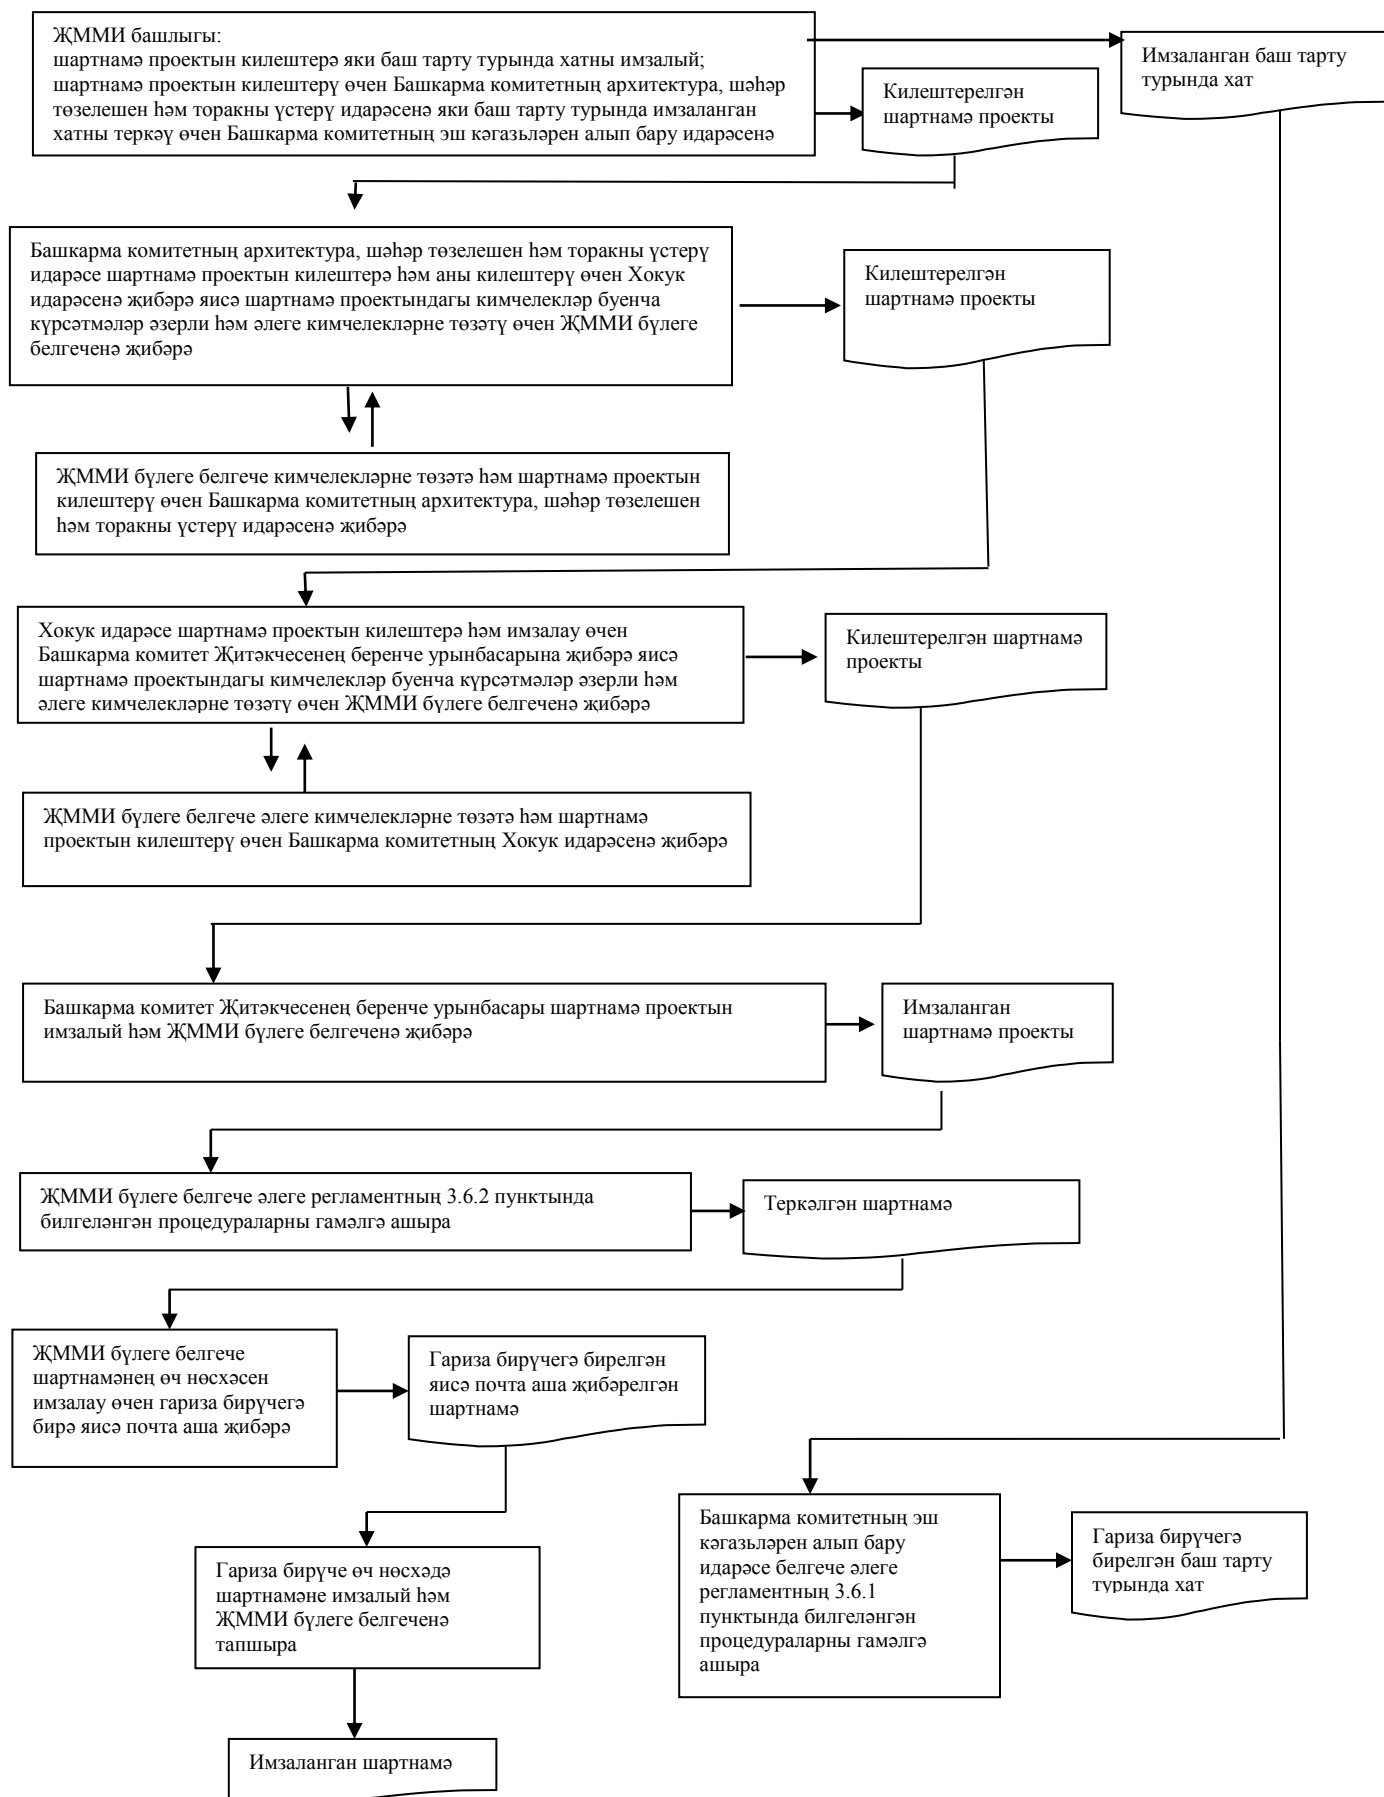 ҖММИ башлыгы:
шартнамә проектын килештерә яки баш тарту турында хатны имзалый;
шартнамә проектын килештерү өчен Башкарма комитетның архитектура, шәһәр
төзелешен һәм торакны үстерү идарәсенә яки баш тарту турында имзаланган
хатны теркәү өчен Башкарма комитетның эш кәгазьләрен алып бару идарәсенә
Имзаланган баш тарту
турында хат
Килештерелгән
шартнамә проекты
Башкарма комитетның архитектура, шәһәр төзелешен һәм торакны үстерү
идарәсе шартнамә проектын килештерә һәм аны килештерү өчен Хокук
идарәсенә җибәрә яисә шартнамә проектындагы кимчелекләр буенча
күрсәтмәләр әзерли һәм әлеге кимчелекләрне төзәтү өчен ҖММИ бүлеге
белгеченә җибәрә
Килештерелгән
шартнамә проекты
ҖММИ бүлеге белгече кимчелекләрне төзәтә һәм шартнамә проектын
килештерү өчен Башкарма комитетның архитектура, шәһәр төзелешен
һәм торакны үстерү идарәсенә җибәрә
Хокук идарәсе шартнамә проектын килештерә һәм имзалау өчен
Башкарма комитет Җитәкчесенең беренче урынбасарына җибәрә яисә
шартнамә проектындагы кимчелекләр буенча күрсәтмәләр әзерли һәм
әлеге кимчелекләрне төзәтү өчен ҖММИ бүлеге белгеченә җибәрә
Килештерелгән шартнамә
проекты
ҖММИ бүлеге белгече әлеге кимчелекләрне төзәтә һәм шартнамә
проектын килештерү өчен Башкарма комитетның Хокук идарәсенә җибәрә
Башкарма комитет Җитәкчесенең беренче урынбасары шартнамә проектын
имзалый һәм ҖММИ бүлеге белгеченә җибәрә
Имзаланган
шартнамә проекты
ҖММИ бүлеге белгече әлеге регламентның 3.6.2 пунктында
билгеләнгән процедураларны гамәлгә ашыра
Теркәлгән шартнамә
ҖММИ бүлеге белгече
шартнамәнең өч нөсхәсен
имзалау өчен гариза бирүчегә
бирә яисә почта аша җибәрә
Гариза бирүчегә бирелгән
яисә почта аша җибәрелгән
шартнамә
Башкарма комитетның эш
кәгазьләрен алып бару
идарәсе белгече әлеге
регламентның 3.6.1
пунктында билгеләнгән
процедураларны гамәлгә
ашыра
Гариза бирүчегә
бирелгән баш тарту
турында хат
Гариза бирүче өч нөсхәдә
шартнамәне имзалый һәм
ҖММИ бүлеге белгеченә
тапшыра
Имзаланган шартнамә